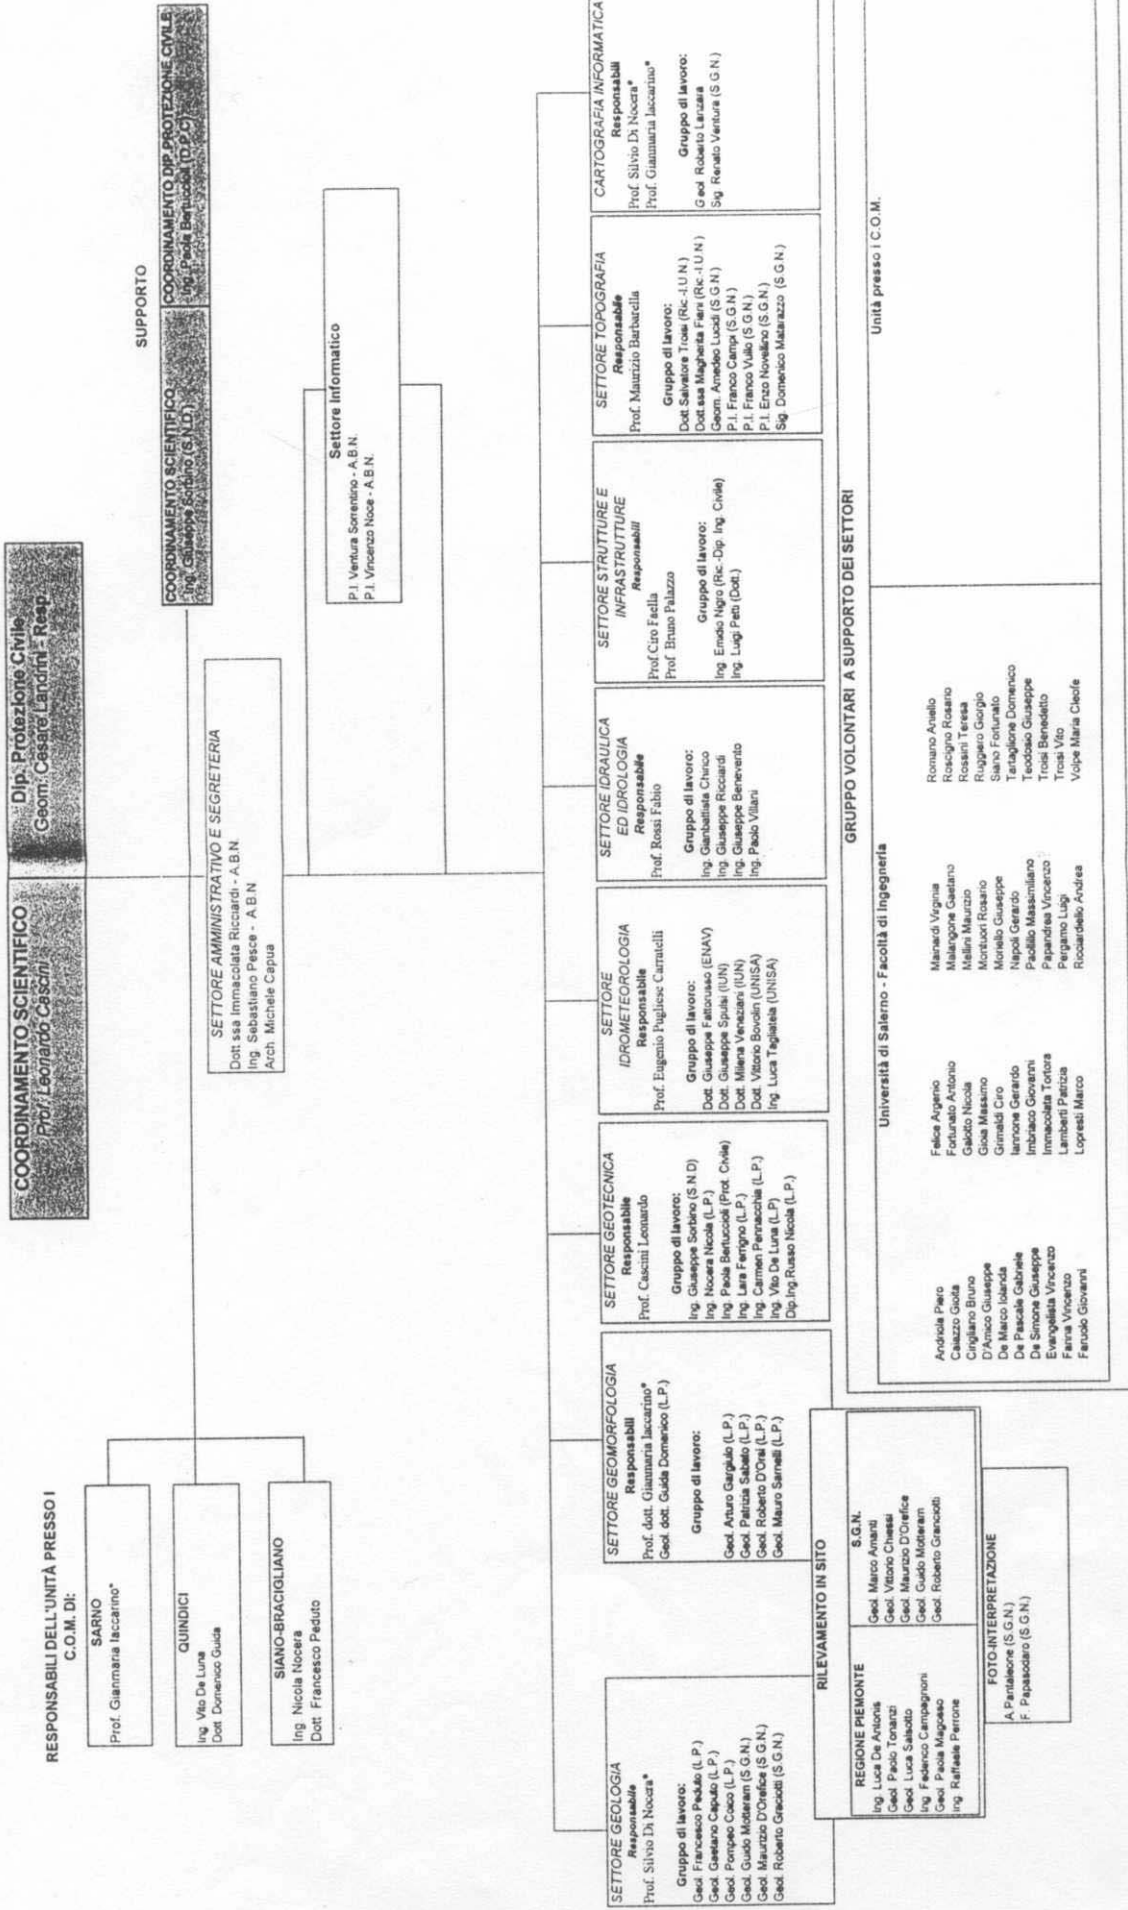 COORDINAMENTO SCIENTIFICO
Prof. Leonardo Cascini
Dip. Protezione Civile
Geom. Cesare Landrini - Resp.
SUPPORTO
COORDINAMENTO SCIENTIFICO
Ing. Giuseppe Sorbino (S.N.D.)
COORDINAMENTO DIP. PROTEZIONE CIVILE
Ing. Paola Bertuccioli (D.P.C)
RESPONSABILI DELL'UNITÀ PRESSO I
C.O.M. DI:
SARNO
Prof. Gianmaria Iaccarino*
QUINDICI
Ing. Vito De Luna
Dott Domenico Guida
SIANO-BRACIGLIANO
Ing. Nicola Nocera
Dott Francesco Peduto
SETTORE AMMINISTRATIVO E SEGRETERIA
Dott ssa Immacolata Ricciardi - A.B.N.
Ing. Sebastiano Pesce - A.B.N
Arch Michele Capua
Settore Informatico
P.I. Ventura Sorrentino - A.B.N.
P.I. Vincenzo Noce - A.B.N.
SETTORE GEOLOGIA
Responsabile
Prof. Silvio Di Nocera*
Gruppo di lavoro:
Geol. Francesco Peduto (L.P.)
Geol. Gaetano Caputo (L.P.)
Geol. Pompeo Coico (L.P.)
Geol. Guido Motteram (S.G.N.)
Geol. Maurizio D'Orefice (S.G.N.)
Geol. Roberto Graciotti (S.G.N.)
SETTORE GEOMORFOLOGIA
Responsabili
Prof. dott. Gianmaria Iaccarino*
Geol. dott. Guida Domenico (L.P.)
Gruppo di lavoro:
Geol. Arturo Gargiulo (L.P.)
Geol. Patrizia Sabato (L.P.)
Geol. Roberto D'Orsi (L.P.)
Geol. Mauro Sarnelli (L.P.)
SETTORE GEOTECNICA
Responsabile
Prof. Cascini Leonardo
Gruppo di lavoro:
Ing. Giuseppe Sorbino (S.N.D)
Ing. Nocera Nicola (L.P.)
Ing. Paola Bertuccioli (Prot. Civile)
Ing. Lara Ferrigno (L.P.)
Ing. Carmen Pennacchia (L.P.)
Ing. Vito De Luna (L.P)
Dip.Ing.Russo Nicola (L.P.)
SETTORE
IDROMETEOROLOGIA
Responsabile
Prof. Eugenio Pugliese Carratelli
Gruppo di lavoro:
Dott. Giuseppe Fattorusso (ENAV)
Dott. Giuseppe Spulsi (IUN)
Dott. Milena Veneziani (IUN)
Dott. Vittorio Bovolin (UNISA)
Ing. Luca Tagliatela (UNISA)
SETTORE IDRAULICA
ED IDROLOGIA
Responsabile
Prof. Rossi Fabio
Gruppo di lavoro:
Ing. Gianbattista Chirico
Ing. Giuseppe Ricciardi
Ing. Giuseppe Benevento
Ing. Paolo Villani
SETTORE STRUTTURE E
INFRASTRUTTURE
Responsabili
Prof.Ciro Faella
Prof. Bruno Palazzo
Gruppo di lavoro:
Ing. Emidio Nigro (Ric.-Dip. Ing. Civile)
Ing. Luigi Petti (Dott.)
SETTORE TOPOGRAFIA
Responsabile
Prof. Maurizio Barbarella
Gruppo di lavoro:
Dott Salvatore Troisi (Ric.-I.U.N.)
Dott.ssa Magherita Fiani (Ric.-I.U.N.)
Geom. Amedeo Lucidi (S.G.N.)
P.I. Franco Campi (S.G.N.)
P.I. Franco Vullo (S.G.N.)
P.I. Enzo Novellino (S.G.N.)
Sig. Domenico Matarazzo (S.G.N.)
CARTOGRAFIA INFORMATICA
Responsabili
Prof. Silvio Di Nocera*
Prof. Gianmaria Iaccarino*
Gruppo di lavoro:
Geol. Roberto Lanzara
Sig. Renato Ventura (S.G.N.)
RILEVAMENTO IN SITO
REGIONE PIEMONTE
Ing. Luca De Antonis
Geol. Paolo Tonanzi
Geol. Luca Salsotto
Ing. Federico Campagnoni
Geol. Paola Magosso
Ing. Raffaele Perrone
S.G.N.
Geol. Marco Amanti
Geol. Vittorio Chiessi
Geol. Maurizio D'Orefice
Geol. Guido Motteram
Geol. Roberto Granciotti
FOTO-INTERPRETAZIONE
A.Pantaleone (S.G.N.)
F. Papasodaro (S.G.N.)
GRUPPO VOLONTARI A SUPPORTO DEI SETTORI
Università di Salerno - Facoltà di Ingegneria
Andriola Piero
Caiazzo Gioita
Cirigliano Bruno
D'Amico Giuseppe
De Marco Iolanda
De Pascale Gabriele
De Simone Giuseppe
Evangelista Vincenzo
Farina Vincenzo
Faruolo Giovanni
Felice Argenio
Fortunato Antonio
Galotto Nicola
Gioia Massimo
Grimaldi Ciro
Iannone Gerardo
Imbriaco Giovanni
Immacolata Tortora
Lamberti Patrizia
Lopresti Marco
Mainardi Virginia
Malangone Gaetano
Mellini Maurizio
Montuori Rosario
Moriello Giuseppe
Napoli Gerardo
Paolillo Massimiliano
Papandrea Vincenzo
Pergamo Luigi
Ricciardiello Andrea
Romano Aniello
Roscigno Rosario
Rossini Teresa
Ruggiero Giorgio
Siano Fortunato
Tartaglione Domenico
Teodosio Giuseppe
Troisi Benedetto
Troisi Vito
Volpe Maria Cleofe
Unità presso i C.O.M.